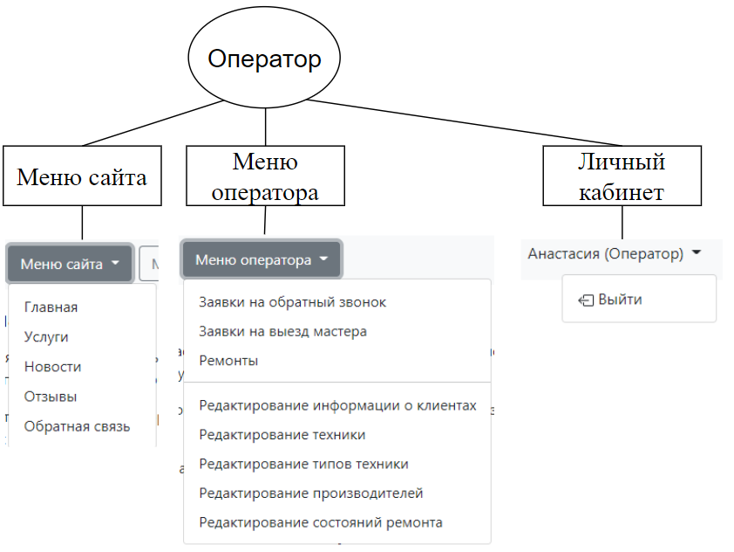 Оператор
Меню сайта
Меню
оператора
Личный
кабинет
Меню сайта
Главная
Услуги
Новости
Отзывы
Обратная связь
Меню оператора
Заявки на обратный звонок
Заявки на выезд мастера
Ремонты
Редактирование информации о клиентах
Редактирование техники
Редактирование типов техники
Редактирование производителей
Редактирование состояний ремонта
Анастасия (Оператор)
Выйти